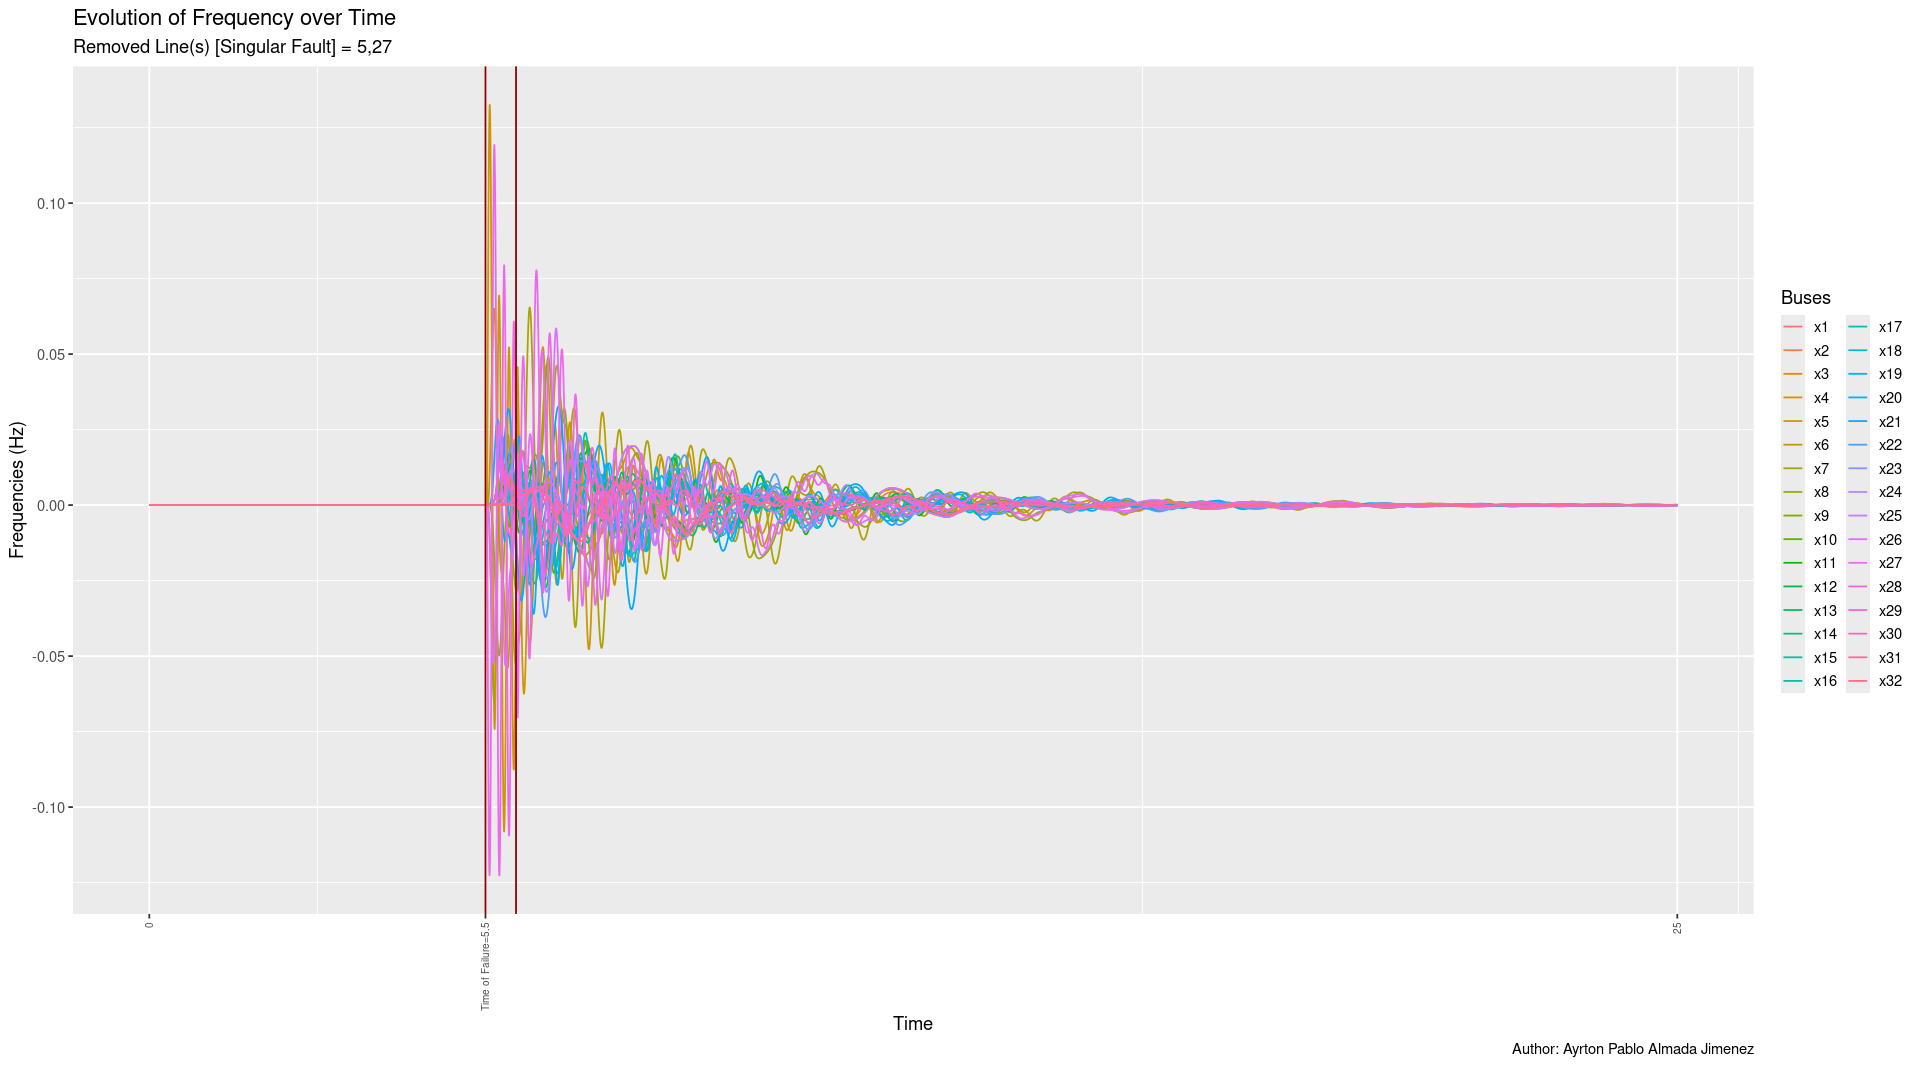 Evolution of Frequency over Time
Removed Line(s) [Singular Fault] = 5,27
Frequencies (Hz)
0.10
0.05
0.00
-0.05
-0.10
0
Time of Failure=5.5
25
Time
Buses
x1
x2
x3
x4
x5
x6
x7
x8
x9
x10
x11
x12
x13
x14
x15
x16
x17
x18
x19
x20
x21
x22
x23
x24
x25
x26
x27
x28
x29
x30
x31
x32
Author: Ayrton Pablo Almada Jimenez